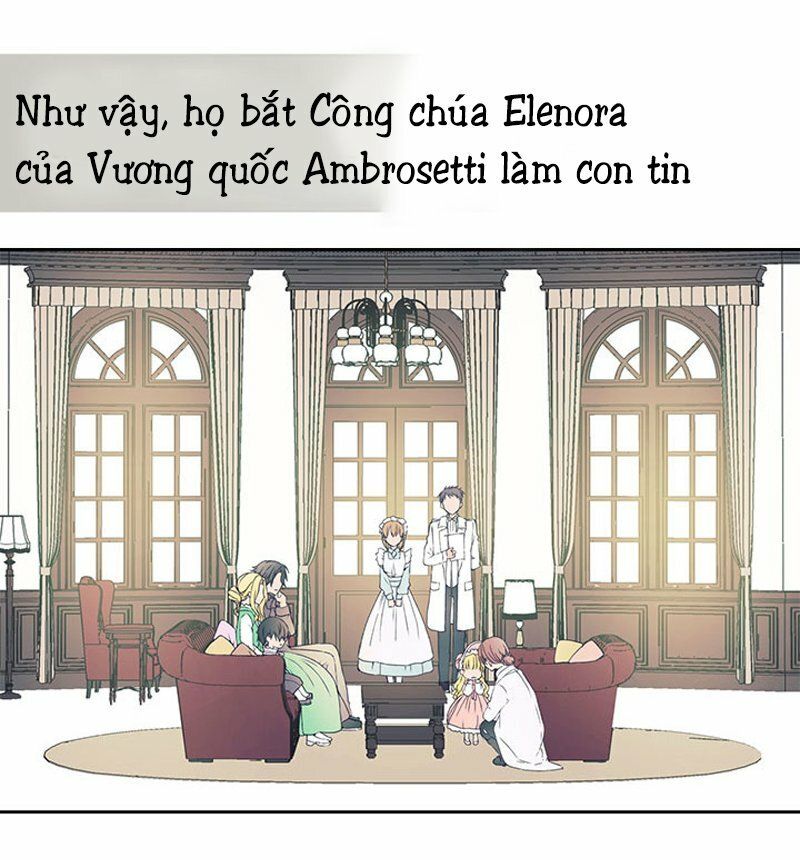 Như vậy, họ bắt Công chúa Elenora
của Vương quốc Ambrosetti làm con tin